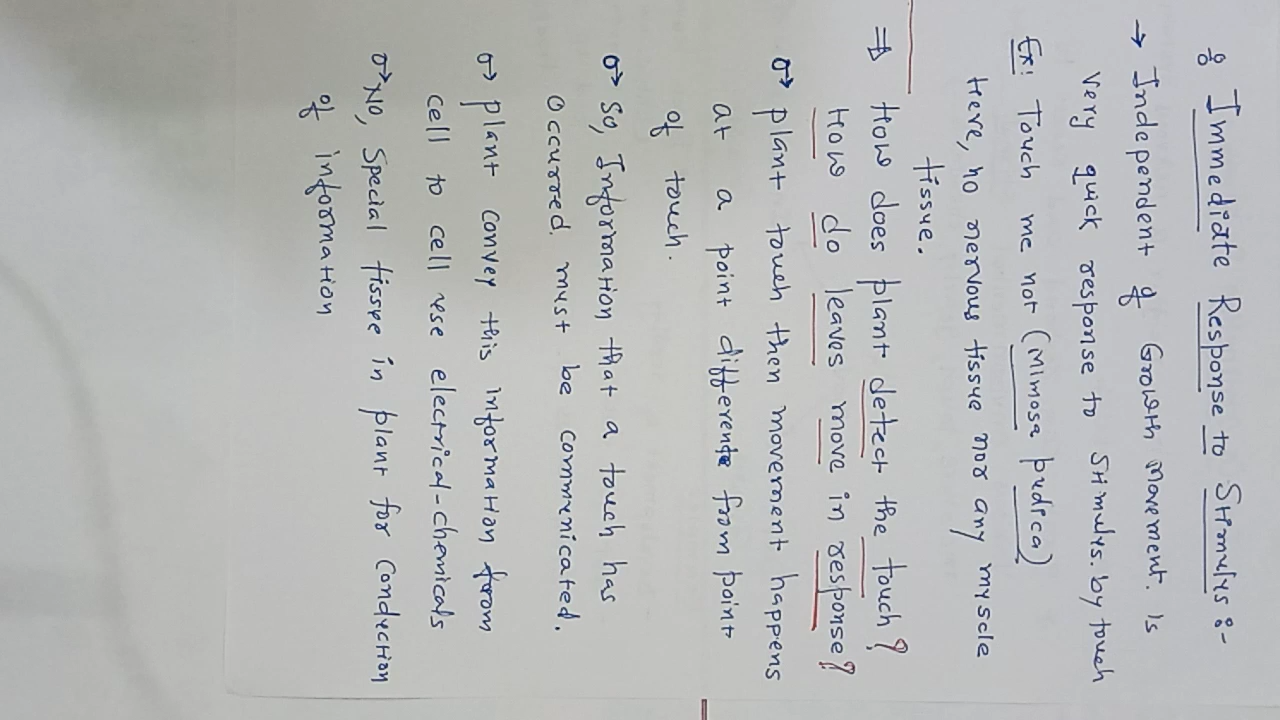 ° Immediate Response to Stimulus :-
→ Independent of Growth movement. Is
very quick response to stimulus. by touch
Ex: Touch me not (Mimosa pudica)
Here, no nervous tissue nor any muscle
tissue.
⇒ How does plant detect the touch?
How do leaves move in response?
→ plant touch then movement happens
at a point different from point
of touch.
→ So, Information that a touch has
occurred must be communicated.
→ plant convey this information from
cell to cell use electrical-chemicals
→ NO, special tissue in plant for conduction
of information